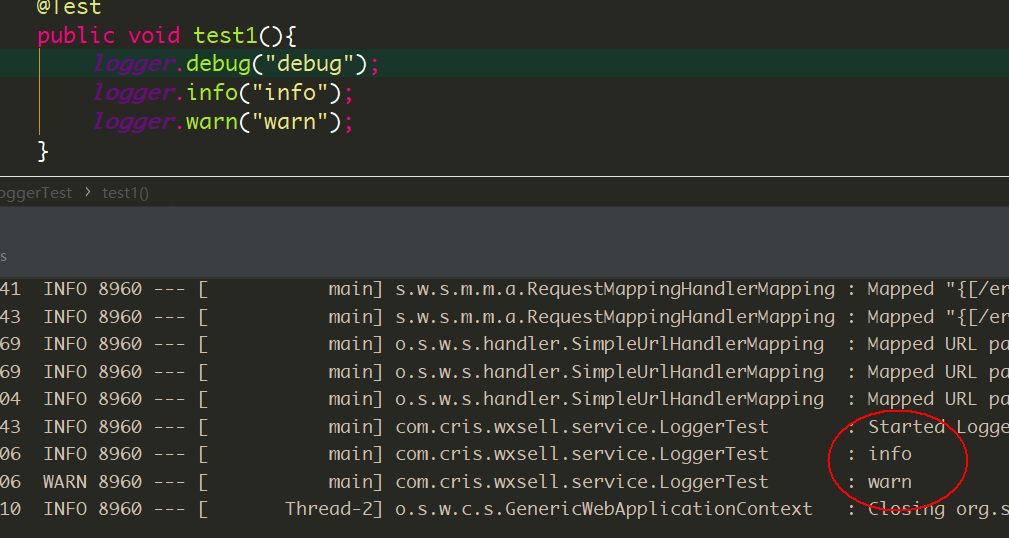 @Test
public void test1(){
logger.debug("debug");
logger.info("info");
logger.warn("warn");
}
oggerTest › test1()
s
41 INFO 8960 --- [ main] s.w.s.m.m.a.RequestMappingHandlerMapping : Mapped "{[/er
43 INFO 8960 --- [ main] s.w.s.m.m.a.RequestMappingHandlerMapping : Mapped "{[/er
69 INFO 8960 --- [ main] o.s.w.s.handler.SimpleUrlHandlerMapping : Mapped URL pa
69 INFO 8960 --- [ main] o.s.w.s.handler.SimpleUrlHandlerMapping : Mapped URL pa
04 INFO 8960 --- [ main] o.s.w.s.handler.SimpleUrlHandlerMapping : Mapped URL pa
43 INFO 8960 --- [ main] com.cris.wxsell.service.LoggerTest : Started Logge
06 INFO 8960 --- [ main] com.cris.wxsell.service.LoggerTest : info
06 WARN 8960 --- [ main] com.cris.wxsell.service.LoggerTest : warn
10 INFO 8960 --- [ Thread-2] o.s.w.c.s.GenericWebApplicationContext : Closing org.s